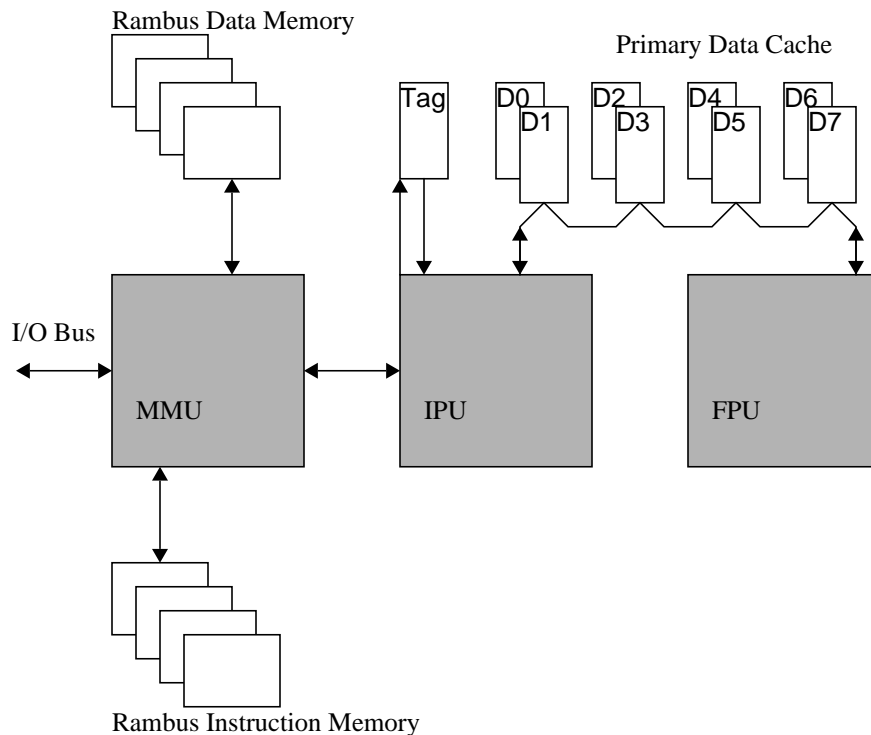 Rambus Data Memory
Primary Data Cache
Tag
D0
D2
D4
D6
D1
D3
D5
D7
I/O Bus
MMU
IPU
FPU
Rambus Instruction Memory